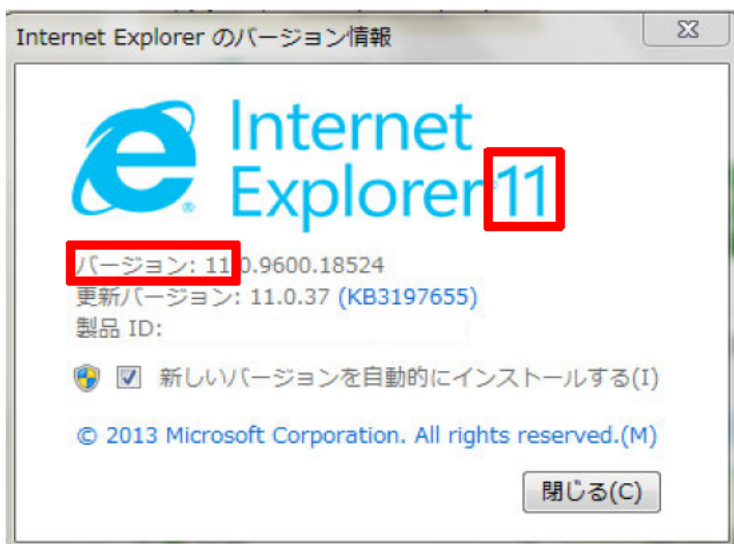 Internet Explorer のバージョン情報
Internet
Explorer 11
バージョン: 11.0.9600.18524
更新バージョン: 11.0.37 (KB3197655)
製品 ID:
新しいバージョンを自動的にインストールする(I)
© 2013 Microsoft Corporation. All rights reserved.(M)
閉じる(C)